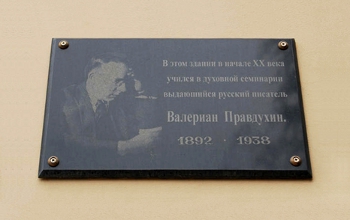 В этом здании в начале XX века
учился в духовной семинарии
выдающийся русский писатель
Валериан Правдухин.
1892 - 1938